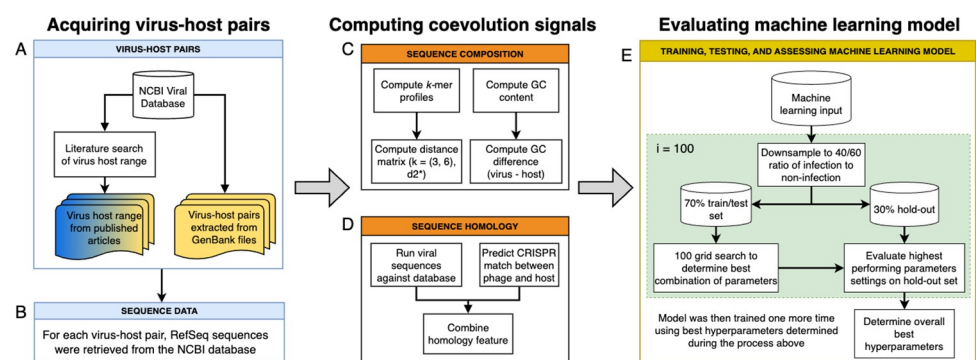 Acquiring virus-host pairs
A
VIRUS-HOST PAIRS
NCBI Viral
Database
Literature search
of virus host range
Virus host range
from published
articles
Virus-host pairs
extracted from
GenBank files
B
SEQUENCE DATA
For each virus-host pair, RefSeq sequences
were retrieved from the NCBI database
Computing coevolution signals
C
SEQUENCE COMPOSITION
Compute k-mer
profiles
Compute GC
content
Compute distance
matrix (k = (3, 6),
d2*)
Compute GC
difference
(virus - host)
D
SEQUENCE HOMOLOGY
Run viral
sequences
against database
Predict CRISPR
match between
phage and host
Combine
homology feature
Evaluating machine learning model
E
TRAINING, TESTING, AND ASSESSING MACHINE LEARNING MODEL
Machine
learning input
i = 100
Downsample to 40/60
ratio of infection to
non-infection
70% train/test
set
30% hold-out
100 grid search to
determine best
combination of parameters
Evaluate highest
performing parameters
settings on hold-out set
Model was then trained one more time
using best hyperparameters determined
during the process above
Determine overall
best
hyperparameters